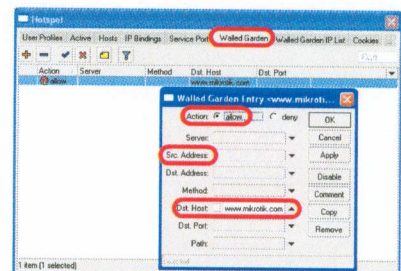 Hotspot
User Profiles Active Hosts IP Bindings Service Port Walled Garden Walled Garden IP List Cookies ...
Action Server Method Dst. Host Dst. Port
allow www.mikrotik.com
Walled Garden Entry <www.mikroti...
Action: allow deny OK
Server: Cancel
Src. Address: Apply
Dst. Address: Disable
Method: Comment
Dst. Host: www.mikrotik.com Copy
Dst. Port: Remove
Path:
1 item (1 selected)